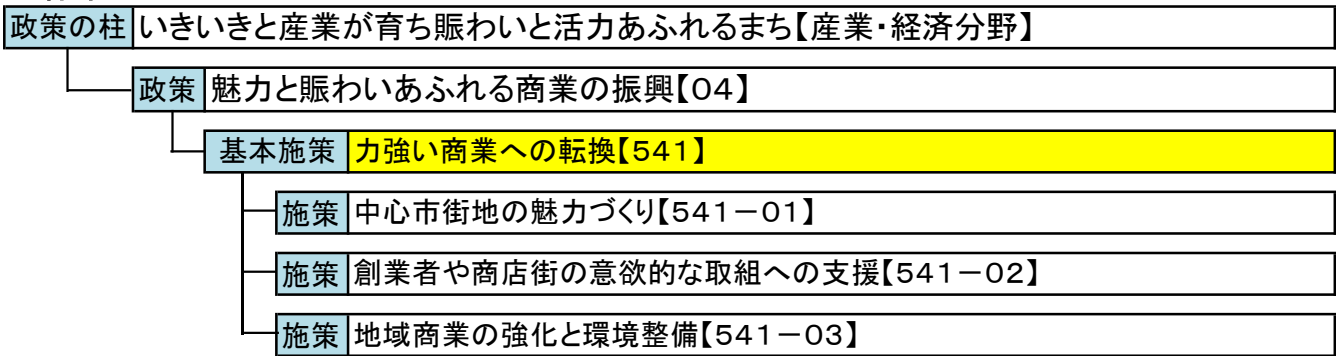 政策の柱 いきいきと産業が育ち賑わいと活力あふれるまち【産業・経済分野】
政策 魅力と賑わいあふれる商業の振興【04】
基本施策 力強い商業への転換【541】
施策 中心市街地の魅力づくり【541-01】
施策 創業者や商店街の意欲的な取組への支援【541-02】
施策 地域商業の強化と環境整備【541-03】